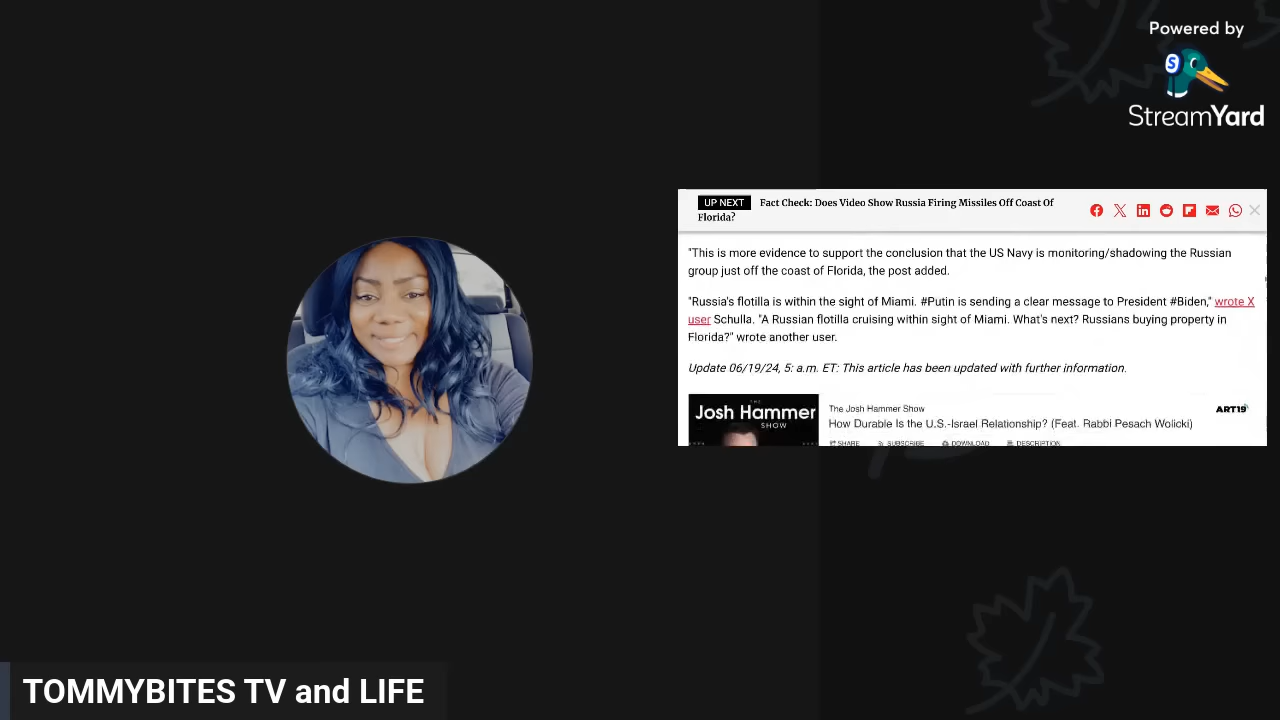 Powered by
StreamYard
UP NEXT Fact Check: Does Video Show Russia Firing Missiles Off Coast Of
Florida?
"This is more evidence to support the conclusion that the US Navy is monitoring/shadowing the Russian
group just off the coast of Florida, the post added.
"Russia's flotilla is within the sight of Miami. #Putin is sending a clear message to President #Biden," wrote X
user Schulla. "A Russian flotilla cruising within sight of Miami. What's next? Russians buying property in
Florida?" wrote another user.
Update 06/19/24, 5: a.m. ET: This article has been updated with further information.
THE
Josh Hammer
SHOW
The Josh Hammer Show
ART19
How Durable Is the U.S.-Israel Relationship? (Feat. Rabbi Pesach Wolicki)
SHARE SUBSCRIBE DOWNLOAD DESCRIPTION
TOMMYBITES TV and LIFE